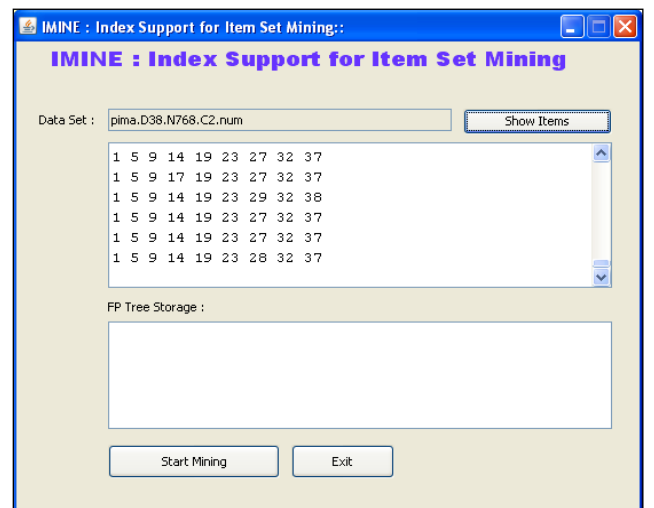 IMINE : Index Support for Item Set Mining::
IMINE : Index Support for Item Set Mining
Data Set : pima.D38.N768.C2.num Show Items
1 5 9 14 19 23 27 32 37
1 5 9 17 19 23 27 32 37
1 5 9 14 19 23 29 32 38
1 5 9 14 19 23 27 32 37
1 5 9 14 19 23 27 32 37
1 5 9 14 19 23 28 32 37
FP Tree Storage :
Start Mining Exit